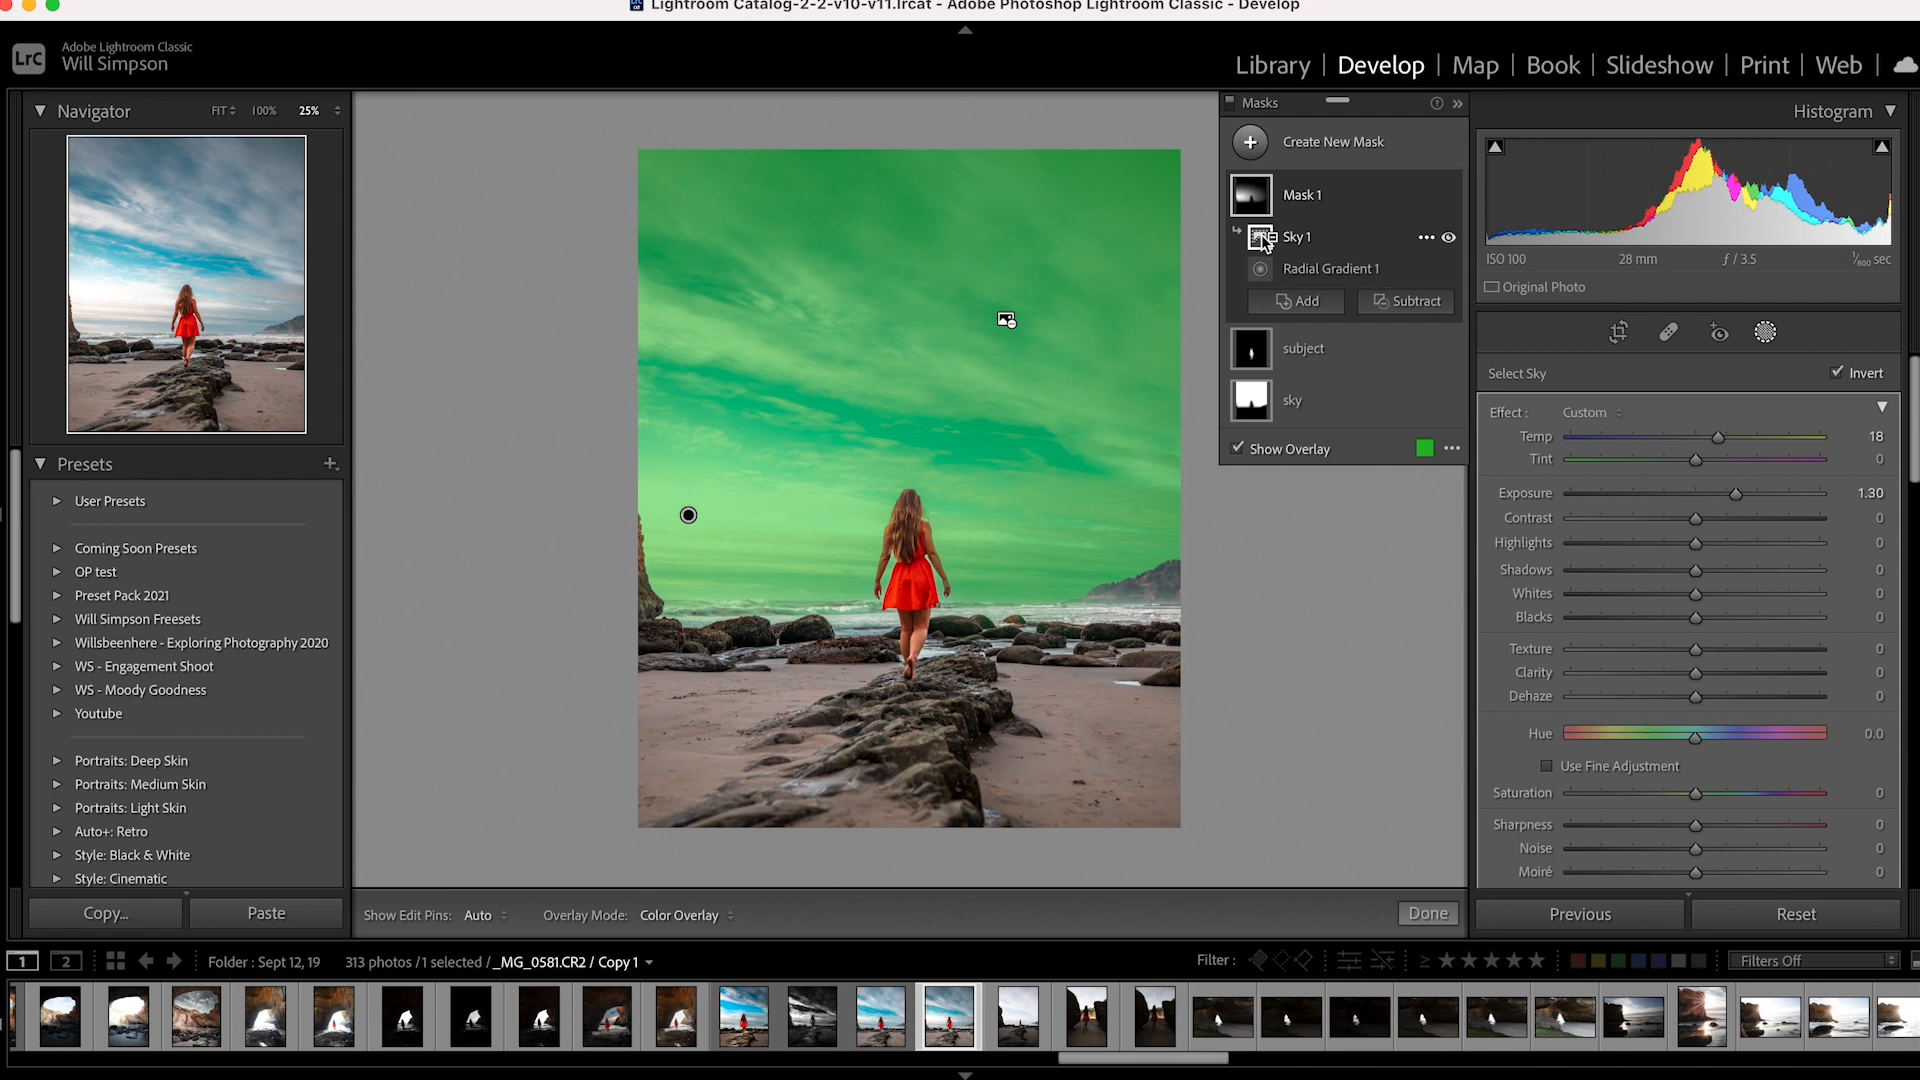 Lightroom Catalog-2-2-v10-v11.lrcat - Adobe Photoshop Lightroom Classic - Develop
LrC
Adobe Lightroom Classic
Will Simpson
Library | Develop | Map | Book | Slideshow | Print | Web |
Navigator
FIT
100%
25%
Presets
User Presets
Coming Soon Presets
OP test
Preset Pack 2021
Will Simpson Freesets
Willsbeenhere - Exploring Photography 2020
WS - Engagement Shoot
WS - Moody Goodness
Youtube
Portraits: Deep Skin
Portraits: Medium Skin
Portraits: Light Skin
Auto+: Retro
Style: Black & White
Style: Cinematic
Copy...
Paste
Masks
Create New Mask
Mask 1
Sky 1
Radial Gradient 1
Add
Subtract
subject
sky
Show Overlay
Show Edit Pins: Auto
Overlay Mode: Color Overlay
Done
Histogram
ISO 100
28 mm
ƒ / 3.5
1/800 sec
Original Photo
Select Sky
Invert
Effect : Custom
Temp 18
Tint 0
Exposure 1.30
Contrast 0
Highlights 0
Shadows 0
Whites 0
Blacks 0
Texture 0
Clarity 0
Dehaze 0
Hue 0.0
Use Fine Adjustment
Saturation 0
Sharpness 0
Noise 0
Moiré 0
Previous
Reset
1
2
Folder : Sept 12, 19
313 photos / 1 selected / _MG_0581.CR2 / Copy 1
Filter :
≥
Filters Off